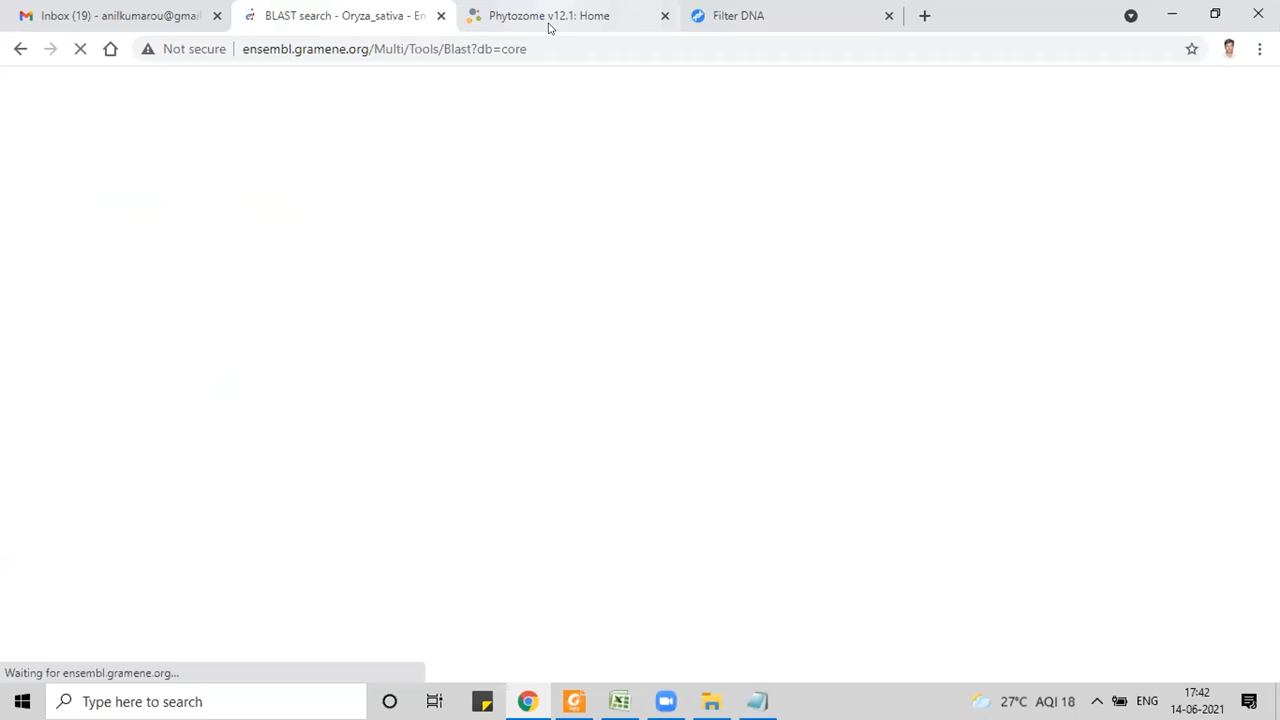 Inbox (19) - anilkumarou@gmail
BLAST search - Oryza_sativa - En
Phytozome v12.1: Home
Filter DNA
Not secure
ensembl.gramene.org/Multi/Tools/Blast?db=core
Waiting for ensembl.gramene.org...
Type here to search
27°C AQI 18
ENG
17:42
14-06-2021